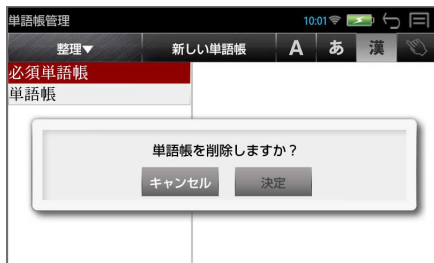 単語帳管理 10:01
整理▼ 新しい単語帳 A あ 漢
必須単語帳
単語帳
単語帳を削除しますか？
キャンセル 決定